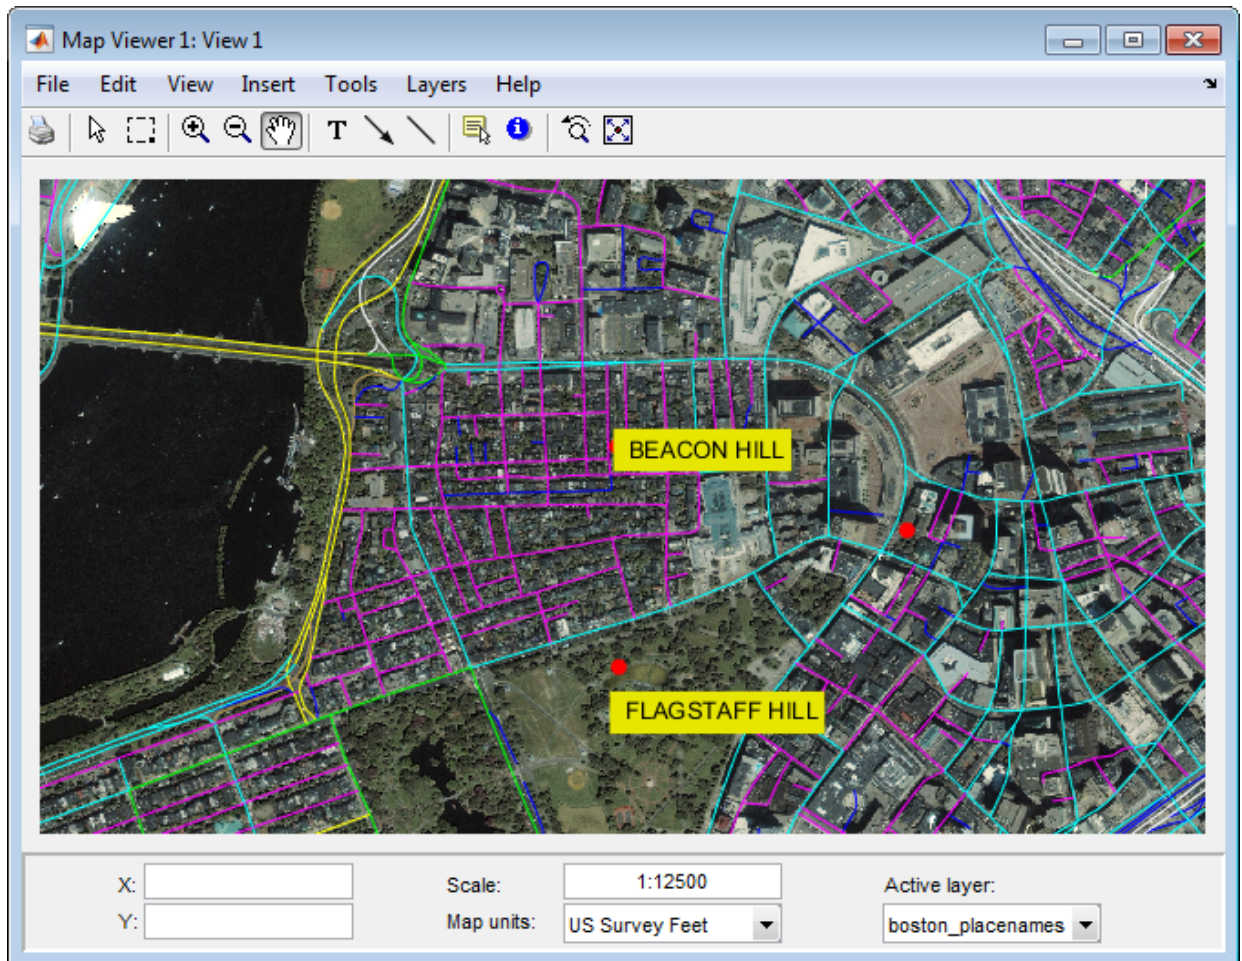 Map Viewer 1: View 1
File Edit View Insert Tools Layers Help
T
BEACON HILL
FLAGSTAFF HILL
X:
Scale:
1:12500
Active layer:
Y:
Map units:
US Survey Feet
boston_placenames